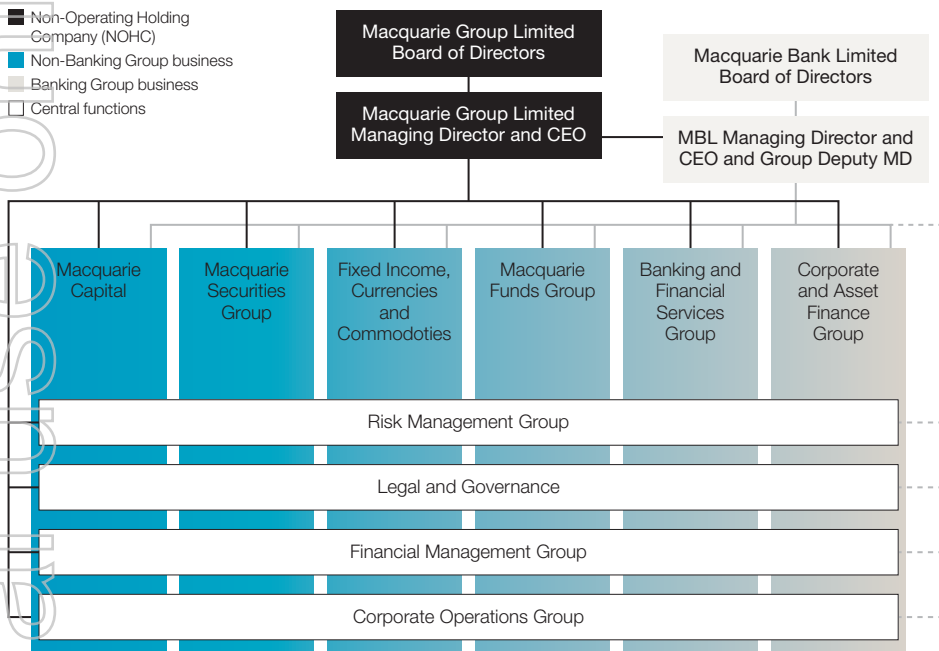 Non-Operating Holding
Company (NOHC)
Non-Banking Group business
Banking Group business
Central functions
Macquarie Group Limited
Board of Directors
Macquarie Bank Limited
Board of Directors
Macquarie Group Limited
Managing Director and CEO
MBL Managing Director and
CEO and Group Deputy MD
Macquarie
Capital
Macquarie
Securities
Group
Fixed Income,
Currencies
and
Commodoties
Macquarie
Funds Group
Banking and
Financial
Services
Group
Corporate
and Asset
Finance
Group
Risk Management Group
Legal and Governance
Financial Management Group
Corporate Operations Group